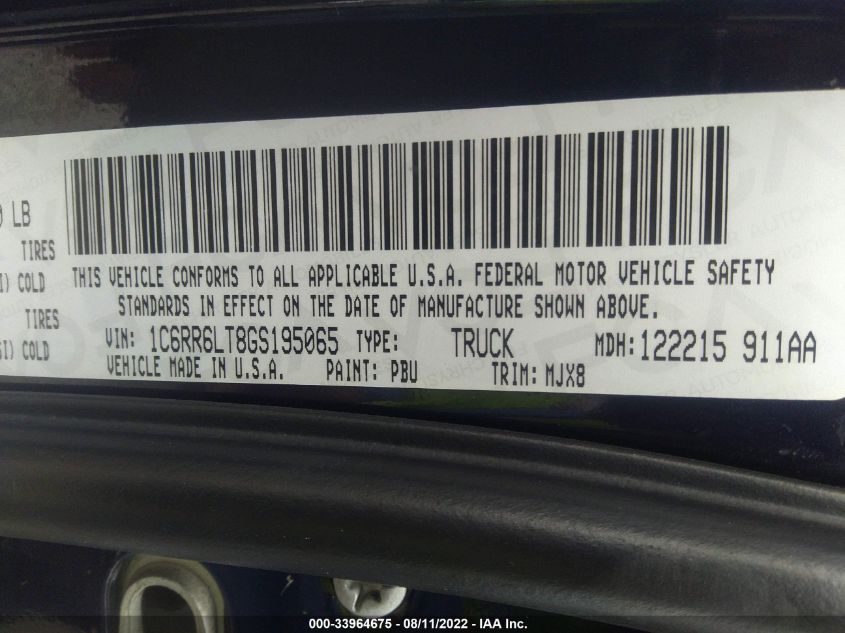 ) LB
TIRES
I) COLD
TIRES
SI) COLD
THIS VEHICLE CONFORMS TO ALL APPLICABLE U.S.A. FEDERAL MOTOR VEHICLE SAFETY
STANDARDS IN EFFECT ON THE DATE OF MANUFACTURE SHOWN ABOVE.
VIN: 1C6RR6LT8GS195065 TYPE: TRUCK MDH: 122215 911AA
VEHICLE MADE IN U.S.A. PAINT: PBU TRIM: MJX8
000-33964675 - 08/11/2022 - IAA Inc.